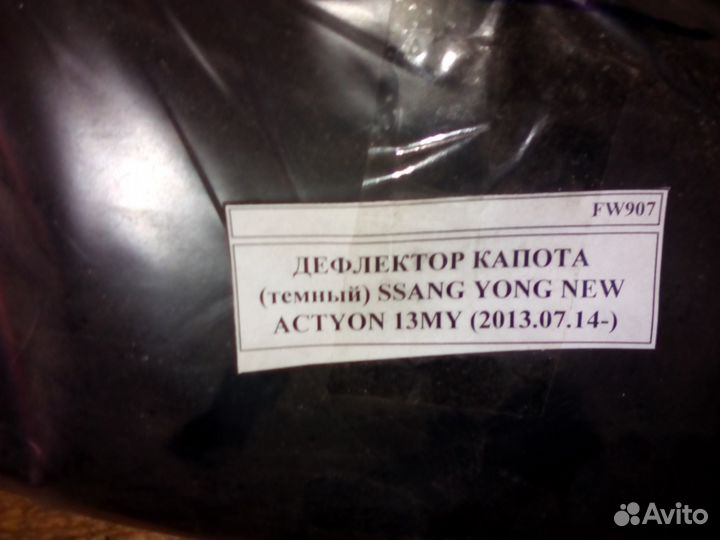 FW907
ДЕФЛЕКТОР КАПОТА
(темный) SSANG YONG NEW
ACTYON 13MY (2013.07.14-)
Avito